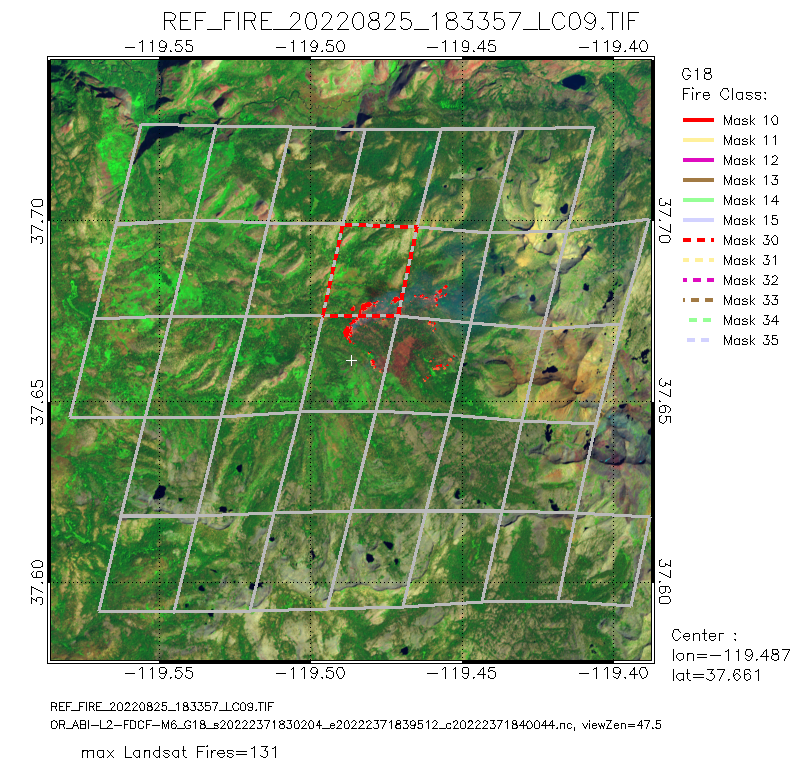 REF_FIRE_20220825_183357_LC09.TIF
-119.55 -119.50 -119.45 -119.40
G18
Fire Class:
Mask 10
Mask 11
Mask 12
Mask 13
Mask 14
Mask 15
Mask 30
Mask 31
Mask 32
Mask 33
Mask 34
Mask 35
37.70
37.65
37.60
37.70
37.65
37.60
Center :
lon=-119.487
lat=37.661
-119.55 -119.50 -119.45 -119.40
REF_FIRE_20220825_183357_LC09.TIF
OR_ABI-L2-FDCF-M6_G18_s20222371830204_e20222371839512_c20222371840044.nc, viewZen=47.5
max Landsat Fires=131